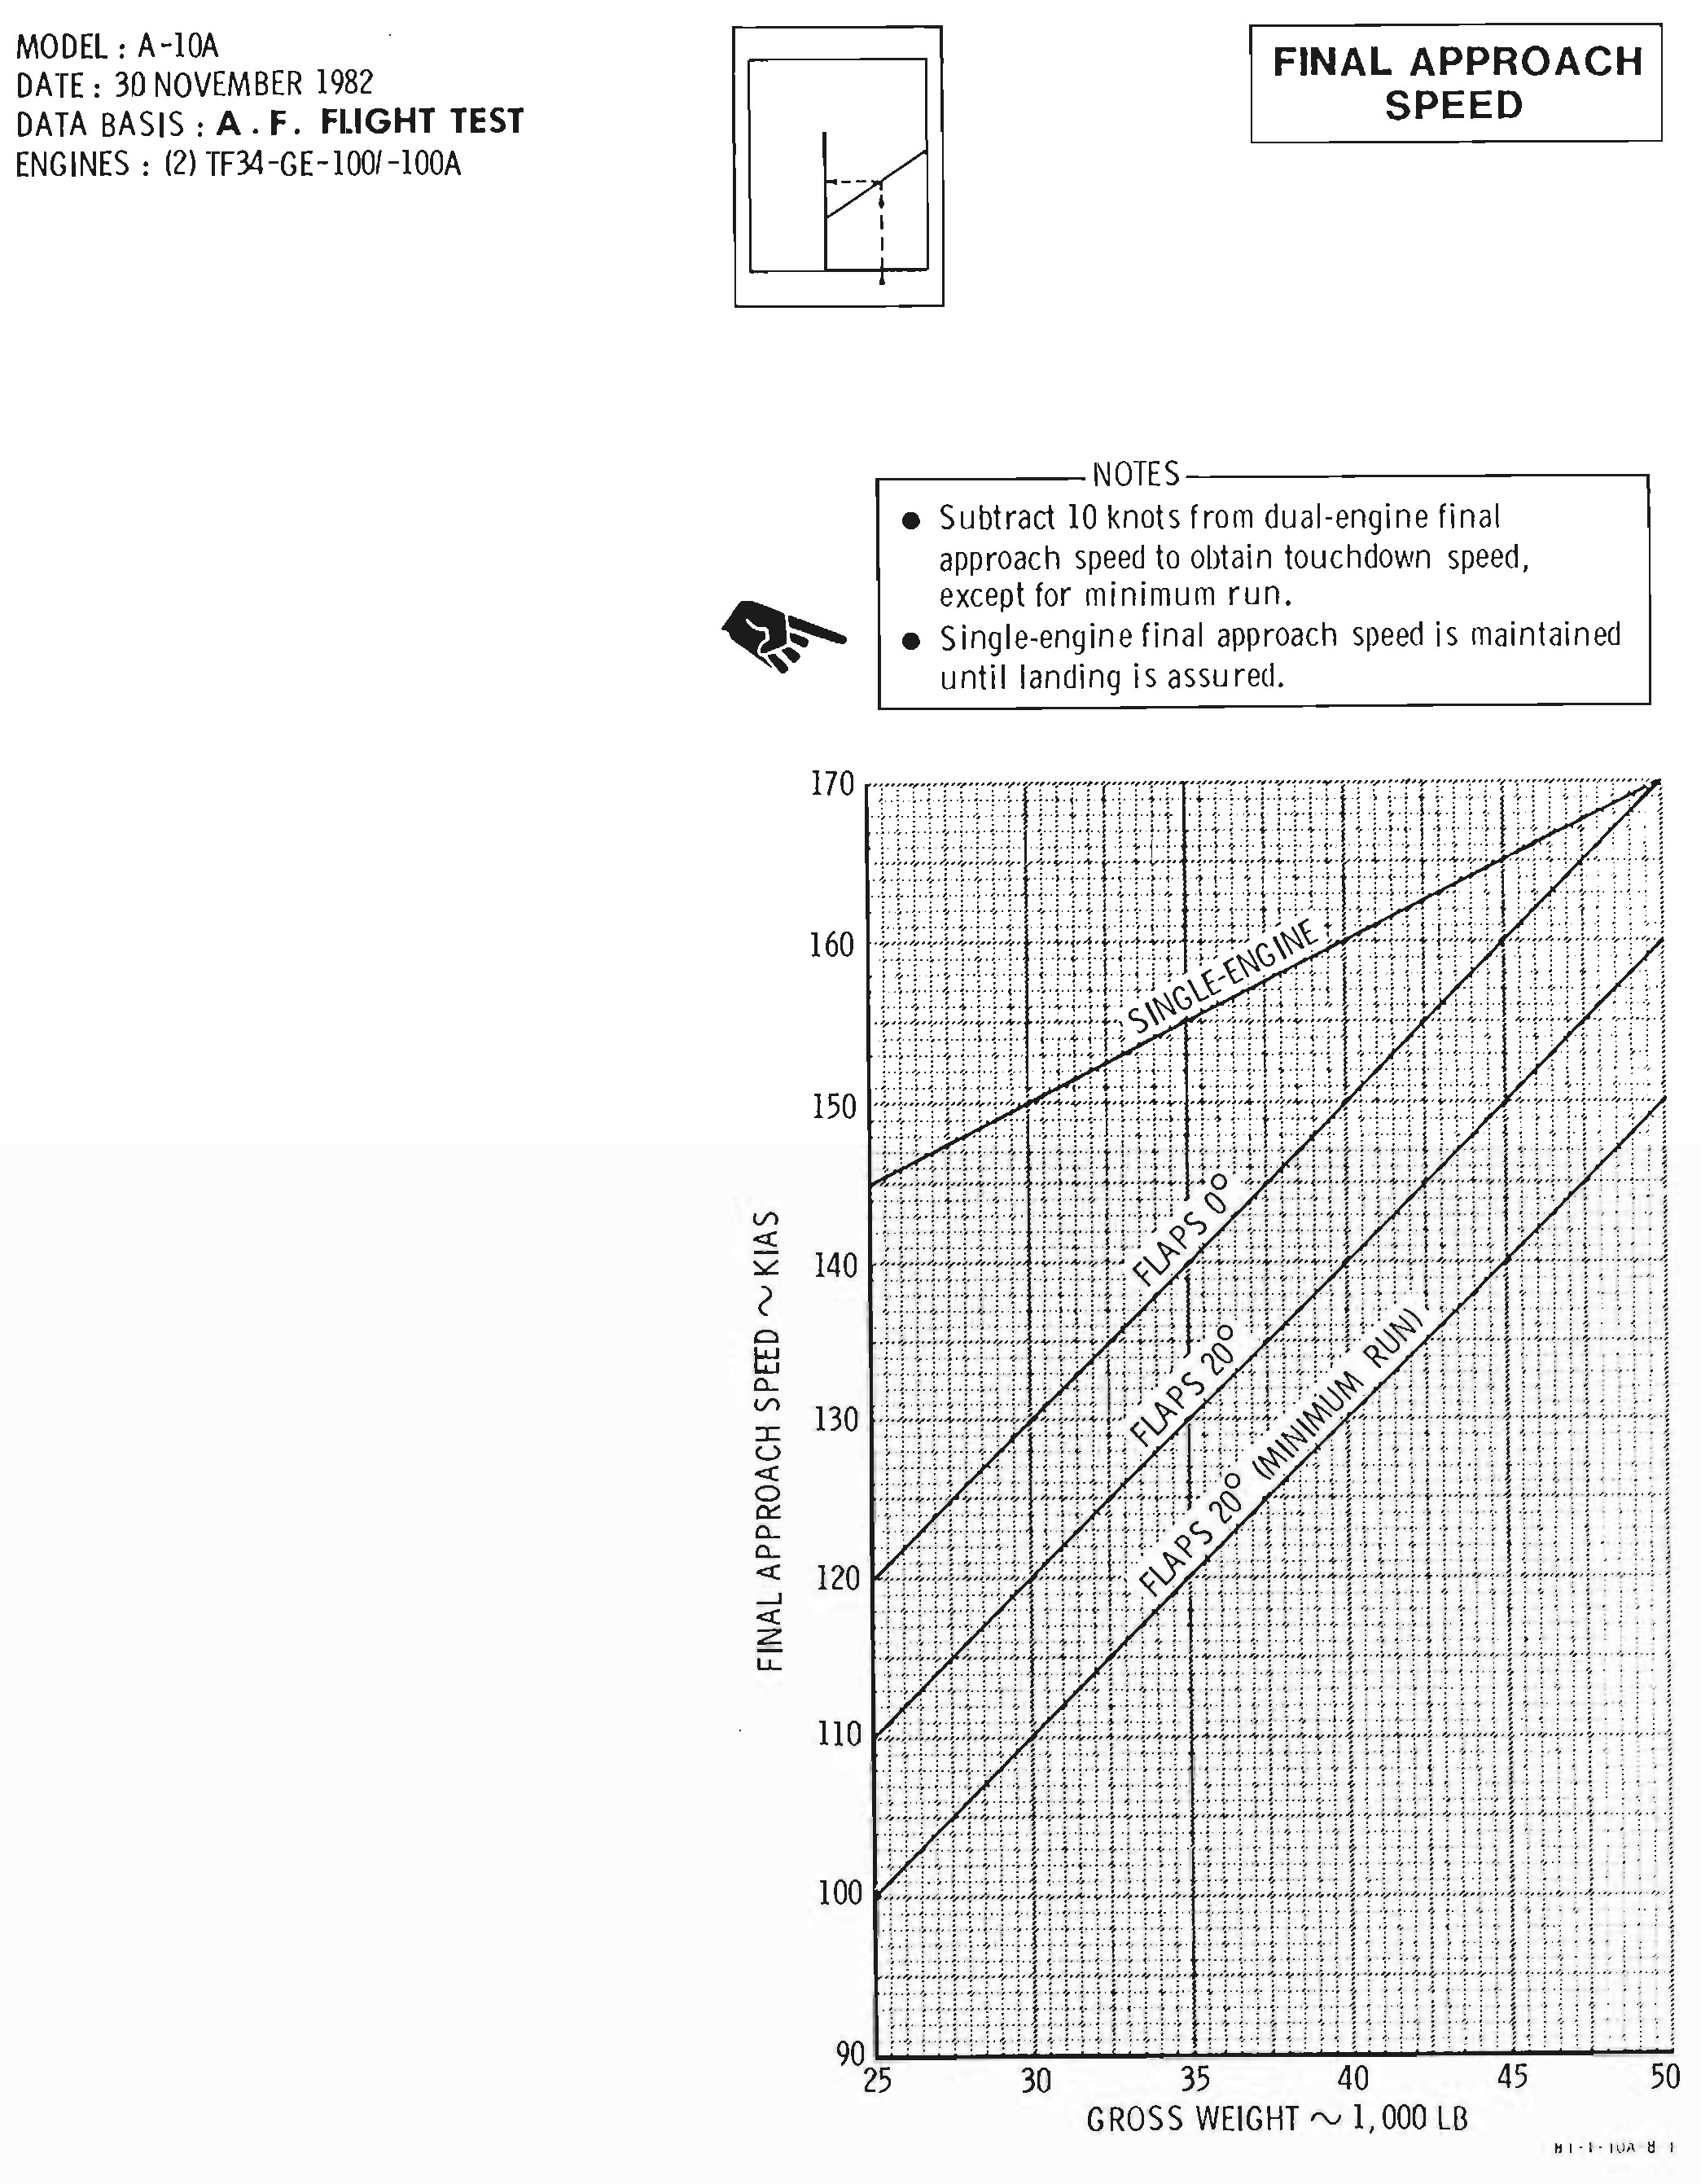 MODEL : A-10A
DATE : 30 NOVEMBER 1982
DATA BASIS : A . F. FLIGHT TEST
ENGINES : (2) TF34-GE-100/-100A
FINAL APPROACH
SPEED
NOTES
● Subtract 10 knots from dual-engine final
approach speed to obtain touchdown speed,
except for minimum run.
● Single-engine final approach speed is maintained
until landing is assured.
170
160
150
140
130
120
110
100
90
FINAL APPROACH SPEED ~ KIAS
SINGLE-ENGINE
FLAPS 0°
FLAPS 20°
FLAPS 20° (MINIMUM RUN)
25 30 35 40 45 50
GROSS WEIGHT ~ 1,000 LB